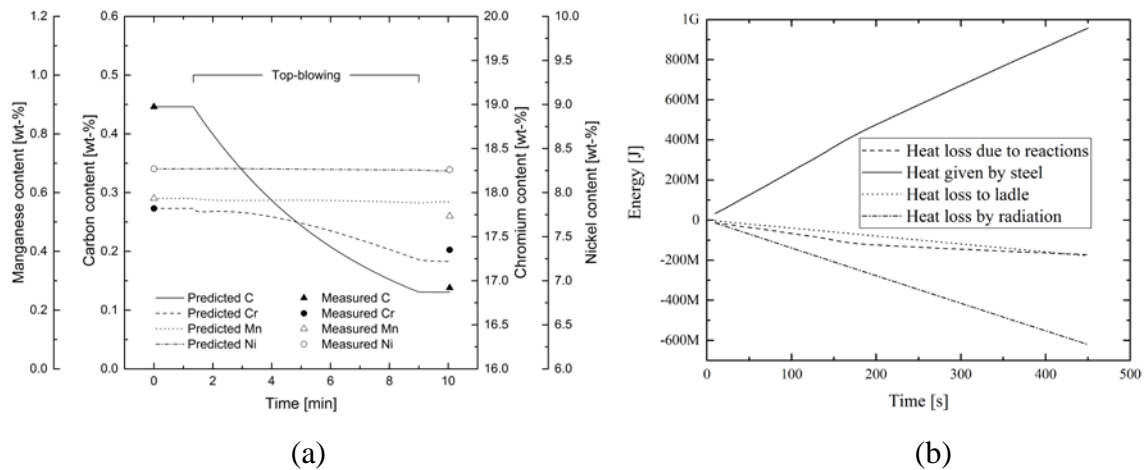 1.2
1.0
0.8
0.6
0.4
0.2
0.0
Manganese content [wt-%]
0.6
0.5
0.4
0.3
0.2
0.1
0.0
Carbon content [wt-%]
Top-blowing
Predicted C
Predicted Cr
Predicted Mn
Predicted Ni
Measured C
Measured Cr
Measured Mn
Measured Ni
0 2 4 6 8 10
Time [min]
20.0
19.5
19.0
18.5
18.0
17.5
17.0
16.5
16.0
Chromium content [wt-%]
10.0
9.5
9.0
8.5
8.0
7.5
7.0
6.5
6.0
Nickel content [wt-%]
(a)
1G
800M
600M
400M
200M
0
-200M
-400M
-600M
Energy [J]
Heat loss due to reactions
Heat given by steel
Heat loss to ladle
Heat loss by radiation
0 100 200 300 400 500
Time [s]
(b)